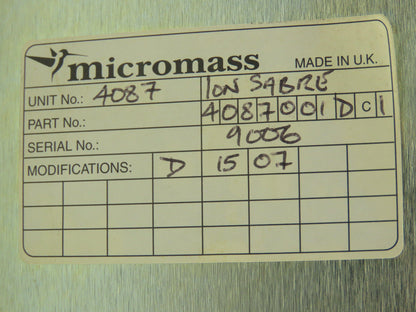 micromass MADE IN U.K.
UNIT No.: 4087 ION SABRE
PART No.: 4087001DC1
SERIAL No.: 9006
MODIFICATIONS: D 15 07